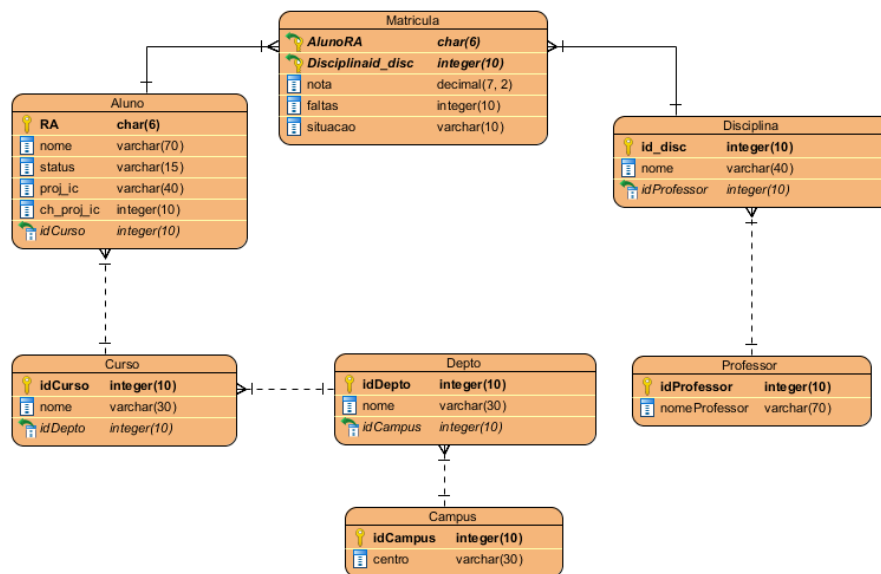 Matricula
AlunoRA char(6)
Disciplinaid_disc integer(10)
nota decimal(7, 2)
faltas integer(10)
situacao varchar(10)
Aluno
RA char(6)
nome varchar(70)
status varchar(15)
proj_ic varchar(40)
ch_proj_ic integer(10)
idCurso integer(10)
Disciplina
id_disc integer(10)
nome varchar(40)
idProfessor integer(10)
Curso
idCurso integer(10)
nome varchar(30)
idDepto integer(10)
Depto
idDepto integer(10)
nome varchar(30)
idCampus integer(10)
Professor
idProfessor integer(10)
nomeProfessor varchar(70)
Campus
idCampus integer(10)
centro varchar(30)